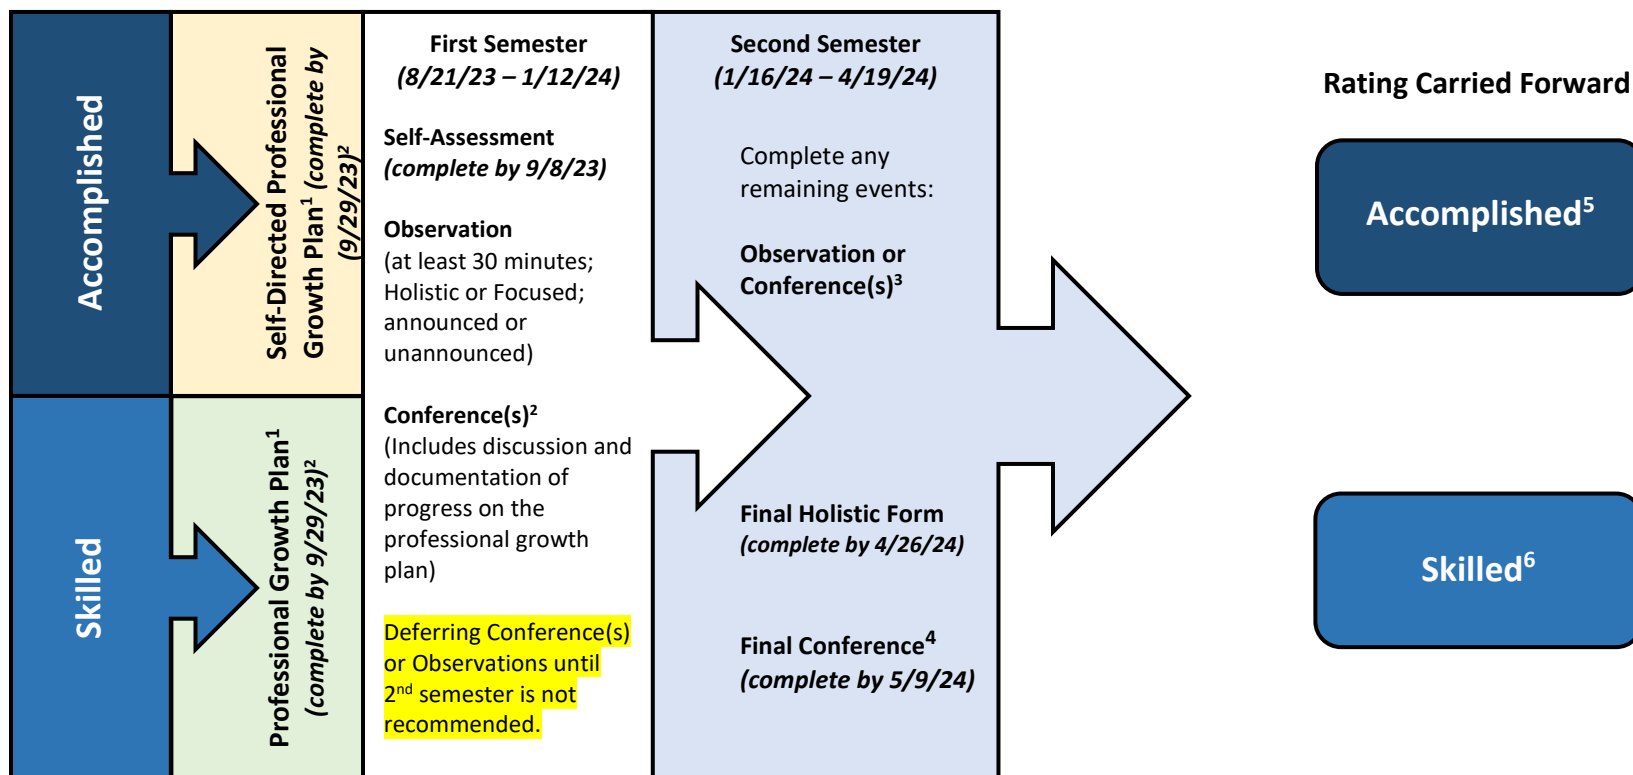 Accomplished
Self-Directed Professional
Growth Plan¹ (complete by
(9/29/23)²
Skilled
Professional Growth Plan¹
(complete by 9/29/23)²
First Semester
(8/21/23 – 1/12/24)
Self-Assessment
(complete by 9/8/23)
Observation
(at least 30 minutes;
Holistic or Focused;
announced or
unannounced)
Conference(s)²
(Includes discussion and
documentation of
progress on the
professional growth
plan)
Deferring Conference(s)
or Observations until
2ⁿᵈ semester is not
recommended.
Second Semester
(1/16/24 – 4/19/24)
Complete any
remaining events:
Observation or
Conference(s)³
Final Holistic Form
(complete by 4/26/24)
Final Conference⁴
(complete by 5/9/24)
Rating Carried Forward
Accomplished⁵
Skilled⁶